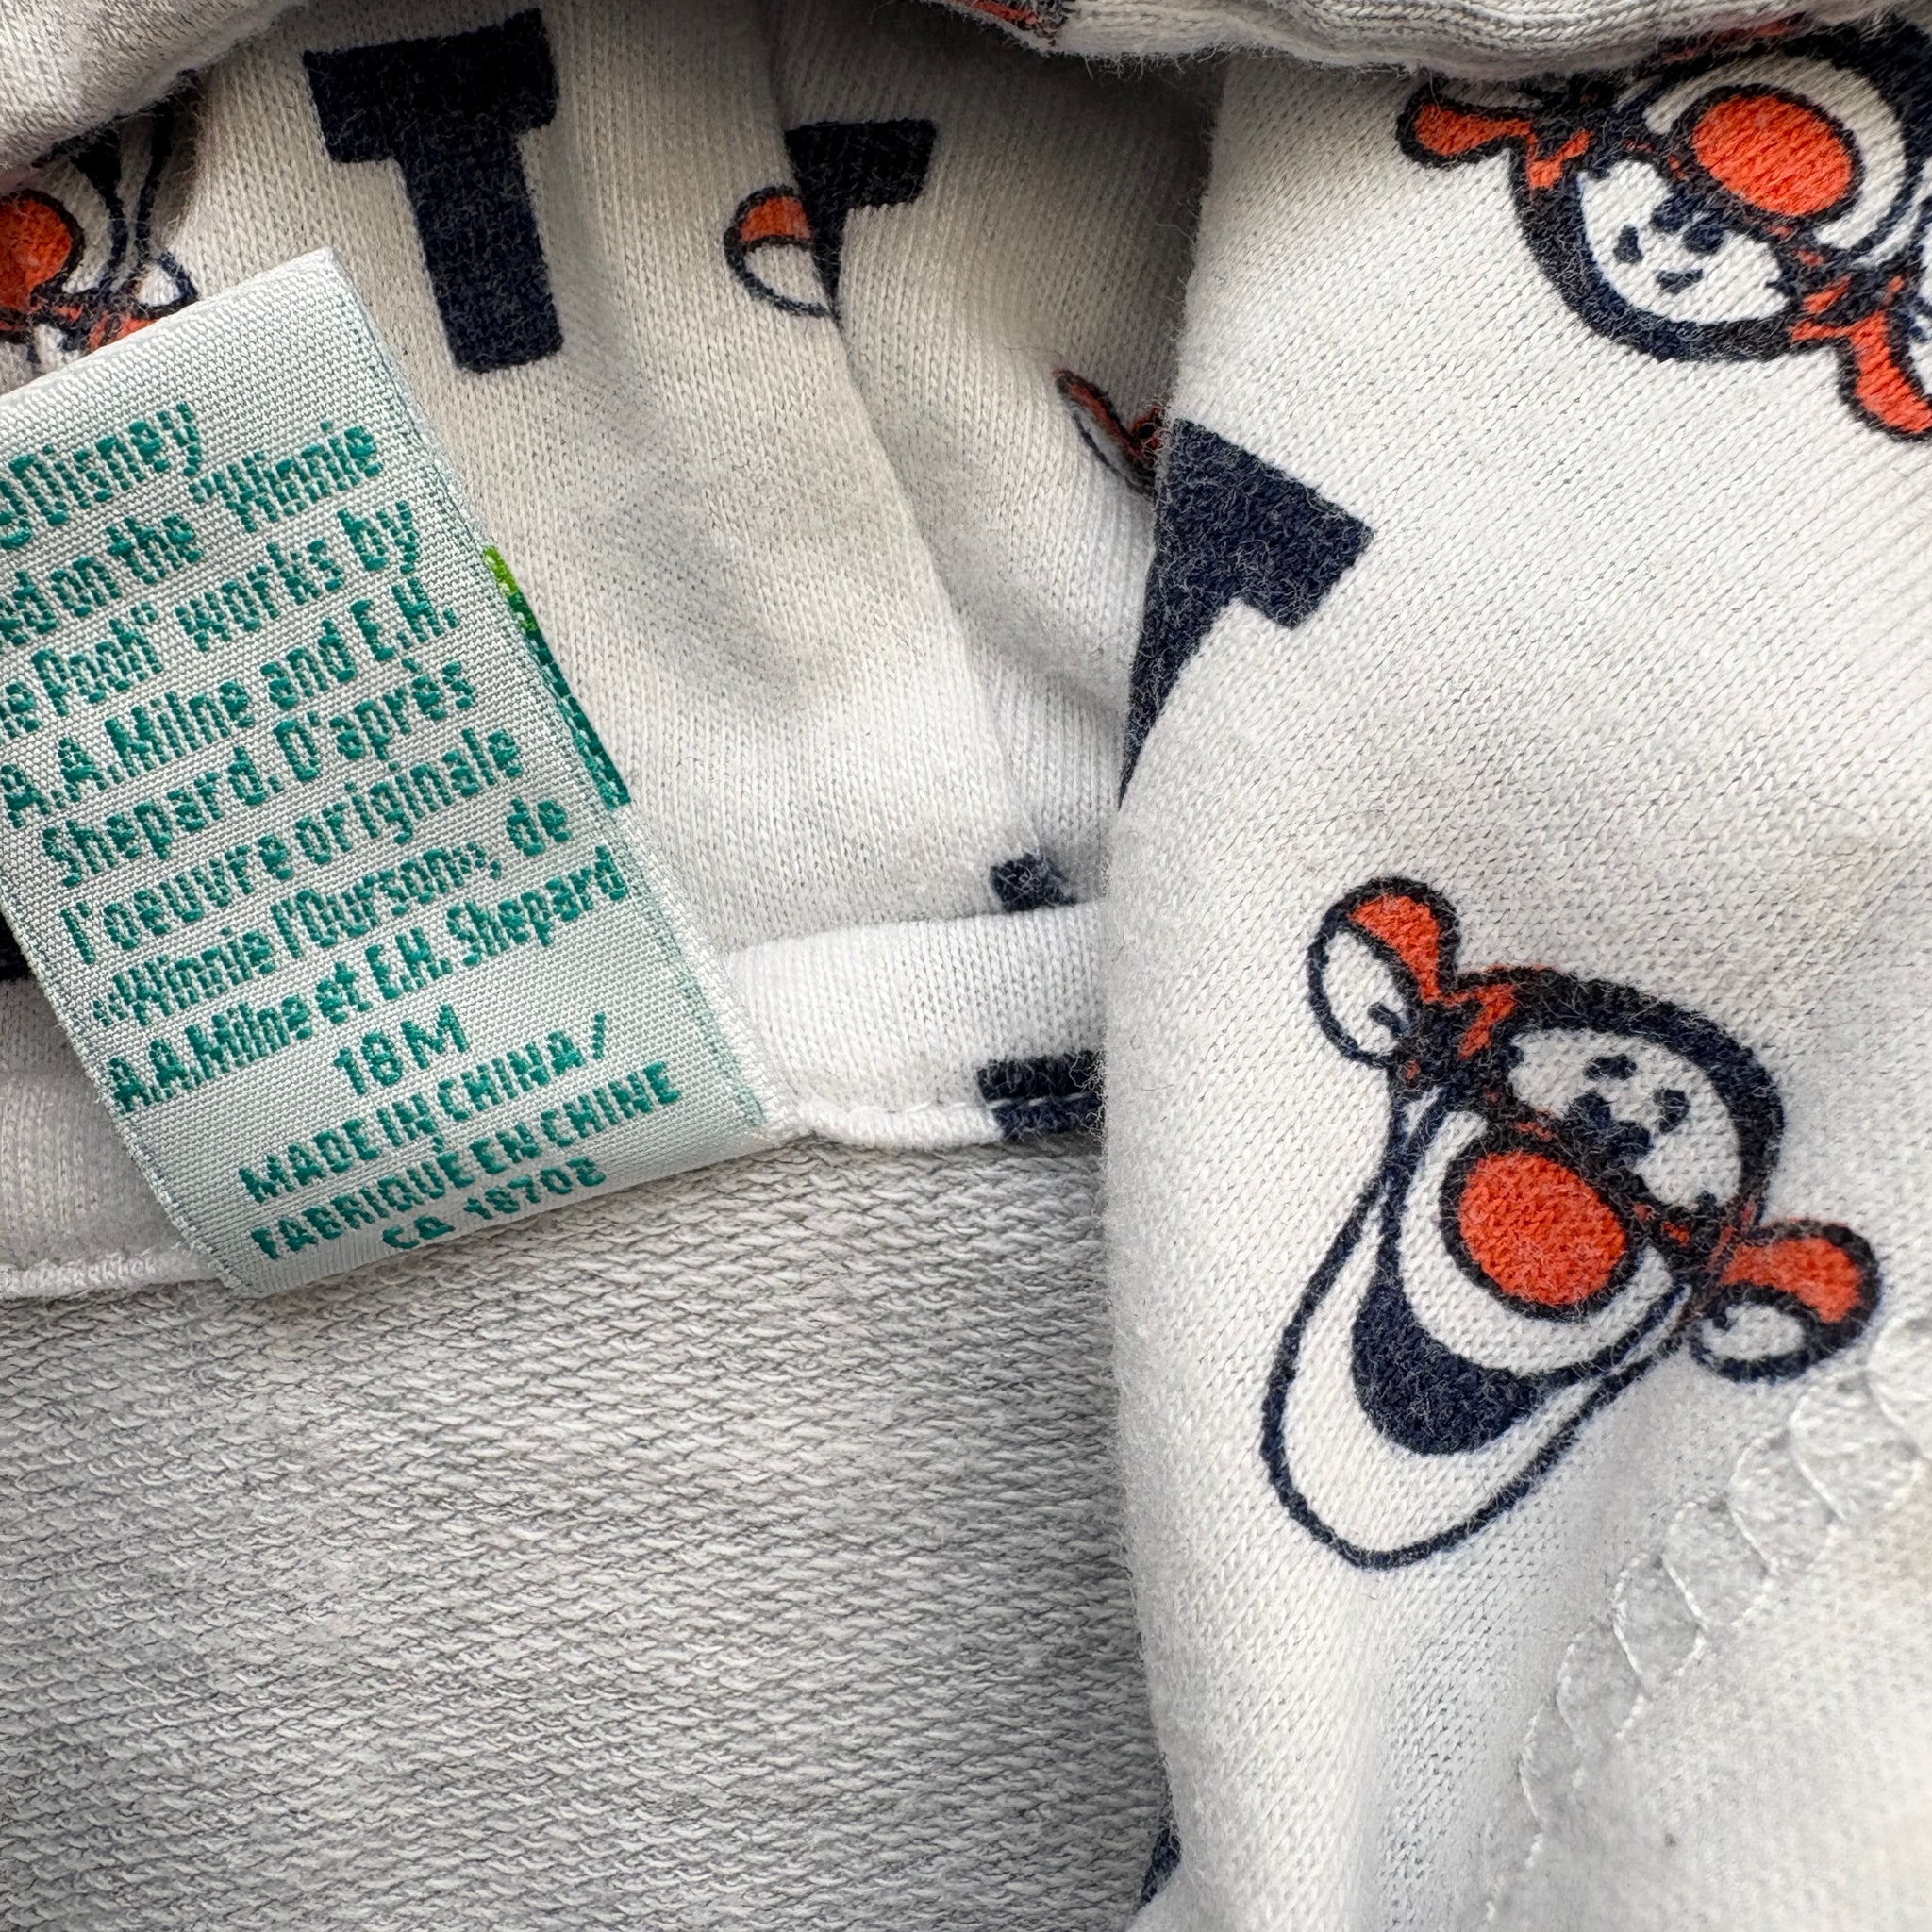 T
T
T
©Disney
ed on the "Winnie
he Pooh" works by
A.A.Milne and E.H.
Shepard. D'après
l'oeuvre originale
«Winnie l'Ourson», de
A.A.Milne et E.H. Shepard
18M
MADE IN CHINA/
FABRIQUÉ EN CHINE
CA 18708